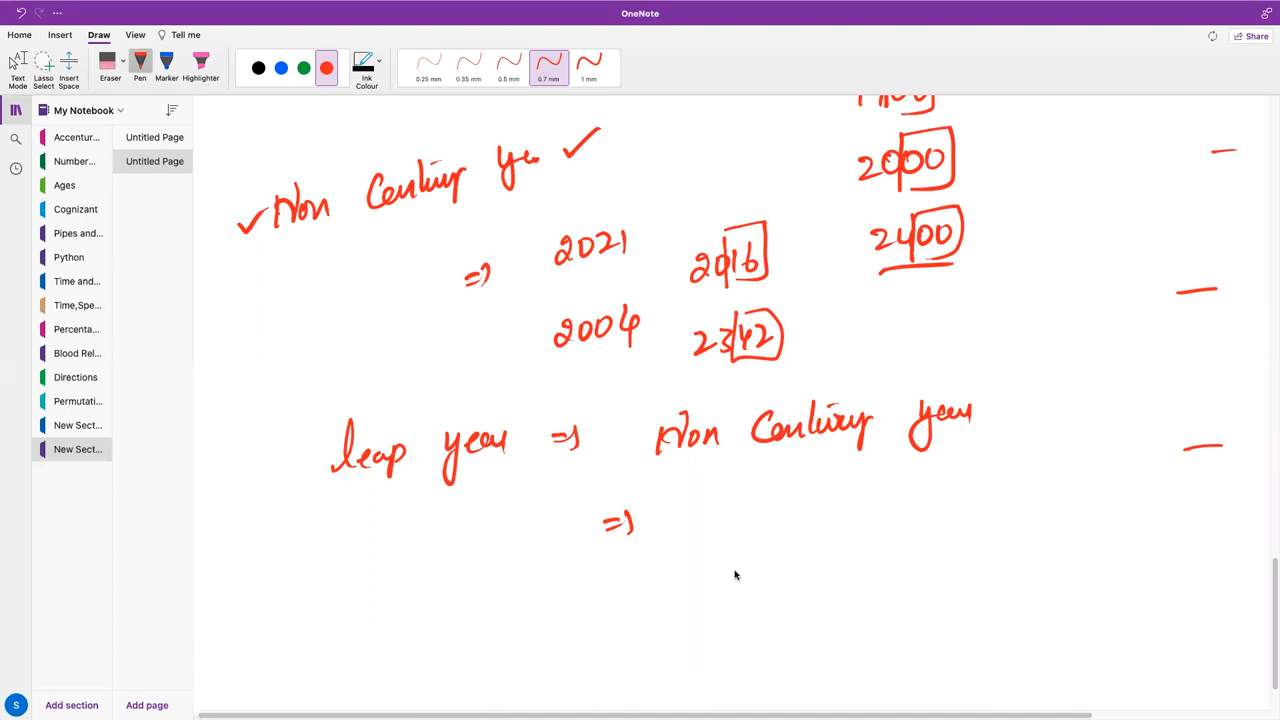 OneNote
Home Insert Draw View Tell me
Share
Text Mode
Lasso Select
Insert Space
Eraser
Pen
Marker
Highlighter
Ink Colour
0.25 mm
0.35 mm
0.5 mm
0.7 mm
1 mm
My Notebook
Accentur...
Number...
Ages
Cognizant
Pipes and...
Python
Time and...
Time,Spe...
Percenta...
Blood Rel...
Directions
Permutati...
New Sect...
New Sect...
Untitled Page
Untitled Page
S
Add section
Add page
2000
✓ Non Century ye ✓
2400
⇒ 2021 2016
2004 2342
leap year ⇒ Non Century year
⇒